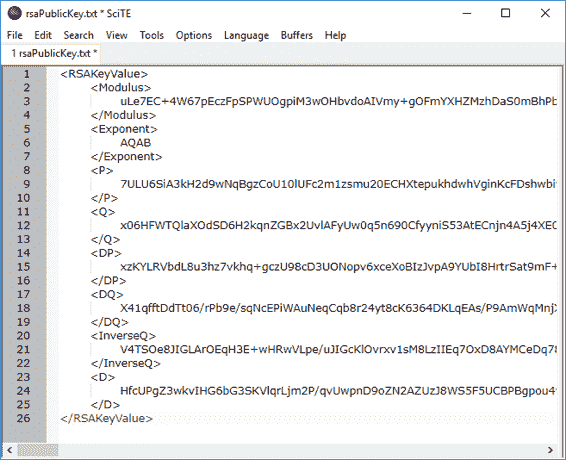 rsaPublicKey.txt * SciTE
File Edit Search View Tools Options Language Buffers Help
1 rsaPublicKey.txt *
1 <RSAKeyValue>
2 <Modulus>
3 uLe7EC+4W67pEczFpSPWUOgpiM3wOHbvdoAIVmy+gOFmYXHZMzhDaS0mBhPb
4 </Modulus>
5 <Exponent>
6 AQAB
7 </Exponent>
8 <P>
9 7ULU6SiA3kH2d9wNqBgzCoU10lUFc2m1zsmu20ECHXtepukhdwhVginKcFDshwbi
10 </P>
11 <Q>
12 x06HFWTQlaXOdSD6H2kqnZGBx2UvlAFyUw0q5n690CfyyniS53AtECnjn4A5j4XE0
13 </Q>
14 <DP>
15 xzKYLRVbdL8u3hz7vkhq+gczU98cD3UONopv6xceXoBIzJvpA9YUbI8HrtrSat9mF+
16 </DP>
17 <DQ>
18 X41qfftDdTt06/rPb9e/sqNcEPiWAuNeqCqb8r24yt8cK6364DKLqEAs/P9AmWqMnjX
19 </DQ>
20 <InverseQ>
21 V4TSOe8JIGLArOEqH3E+wHRwVLpe/uJIGcKlOvrxv1sM8LzIIEq7OxD8AYMCeDq78
22 </InverseQ>
23 <D>
24 HfcUPgZ3wkvIHG6bG3SKVlqrLjm2P/qvUwpnD9oZN2AZUzJ8WS5F5UCBPBgpou4
25 </D>
26 </RSAKeyValue>